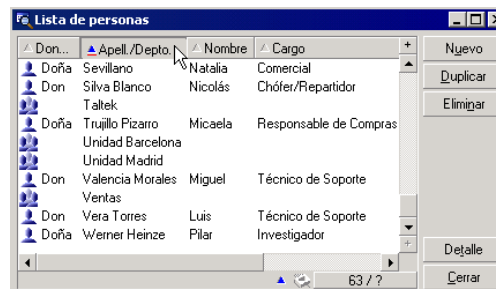 Lista de personas
Don... Apell./Depto. Nombre Cargo +
Doña Sevillano Natalia Comercial
Don Silva Blanco Nicolás Chófer/Repartidor
Taltek
Doña Trujillo Pizarro Micaela Responsable de Compras
Unidad Barcelona
Unidad Madrid
Don Valencia Morales Miguel Técnico de Soporte
Ventas
Don Vera Torres Luis Técnico de Soporte
Doña Werner Heinze Pilar Investigador
+
63 / ?
Nuevo
Duplicar
Eliminar
Detalle
Cerrar